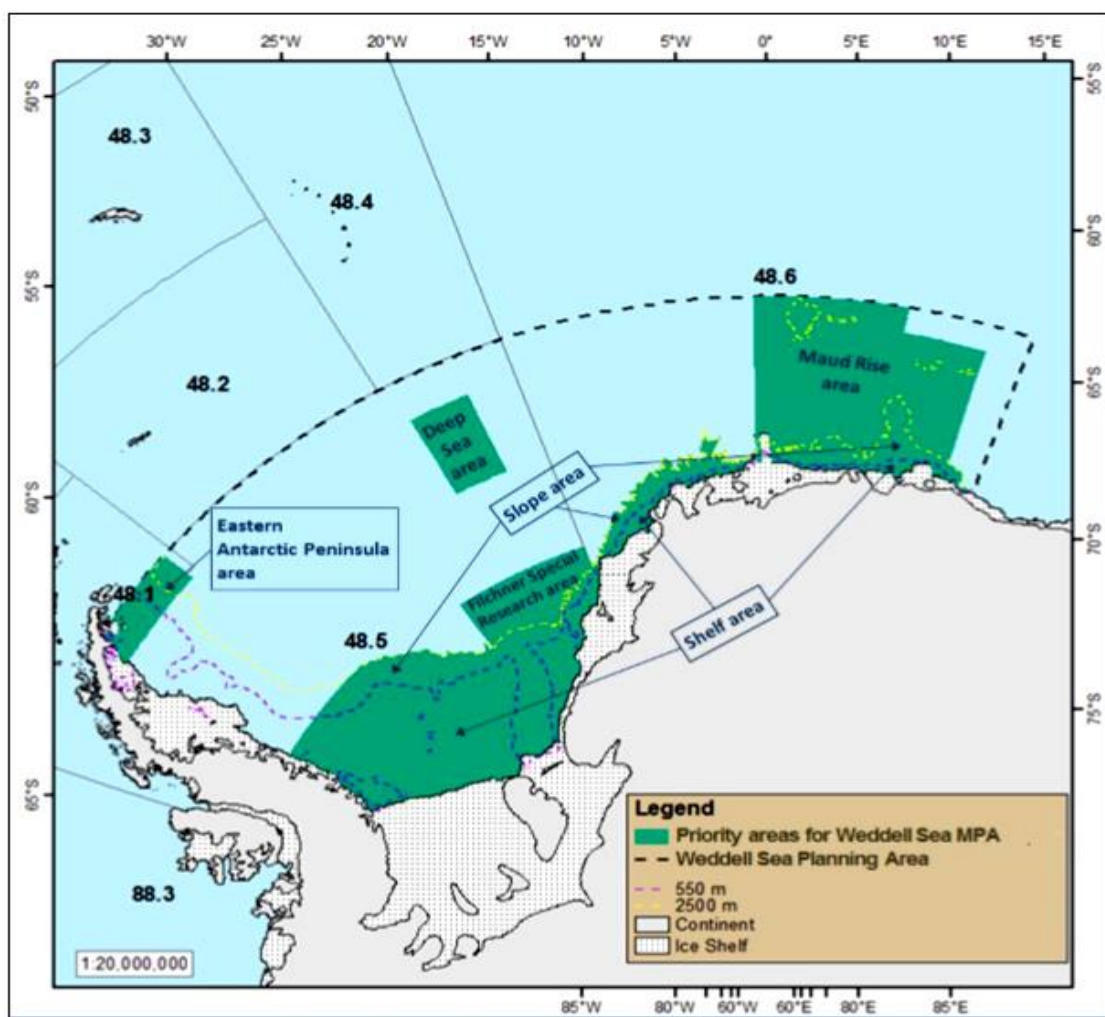 30°W 25°W 20°W 15°W 10°W 5°W 0° 5°E 10°E 15°E
50°S
55°S
48.3
48.4
60°S
48.6
55°S
Maud Rise
area
48.2
65°S
Deep
Sea
area
Slope area
60°S
Eastern
Antarctic Peninsula
area
70°S
Filchner Special
Research area
48.1
Shelf area
48.5
75°S
65°S
Legend
Priority areas for Weddell Sea MPA
Weddell Sea Planning Area
88.3
550 m
2500 m
Continent
Ice Shelf
1:20,000,000
85°W 80°W 60°W 60°E 80°E 85°E